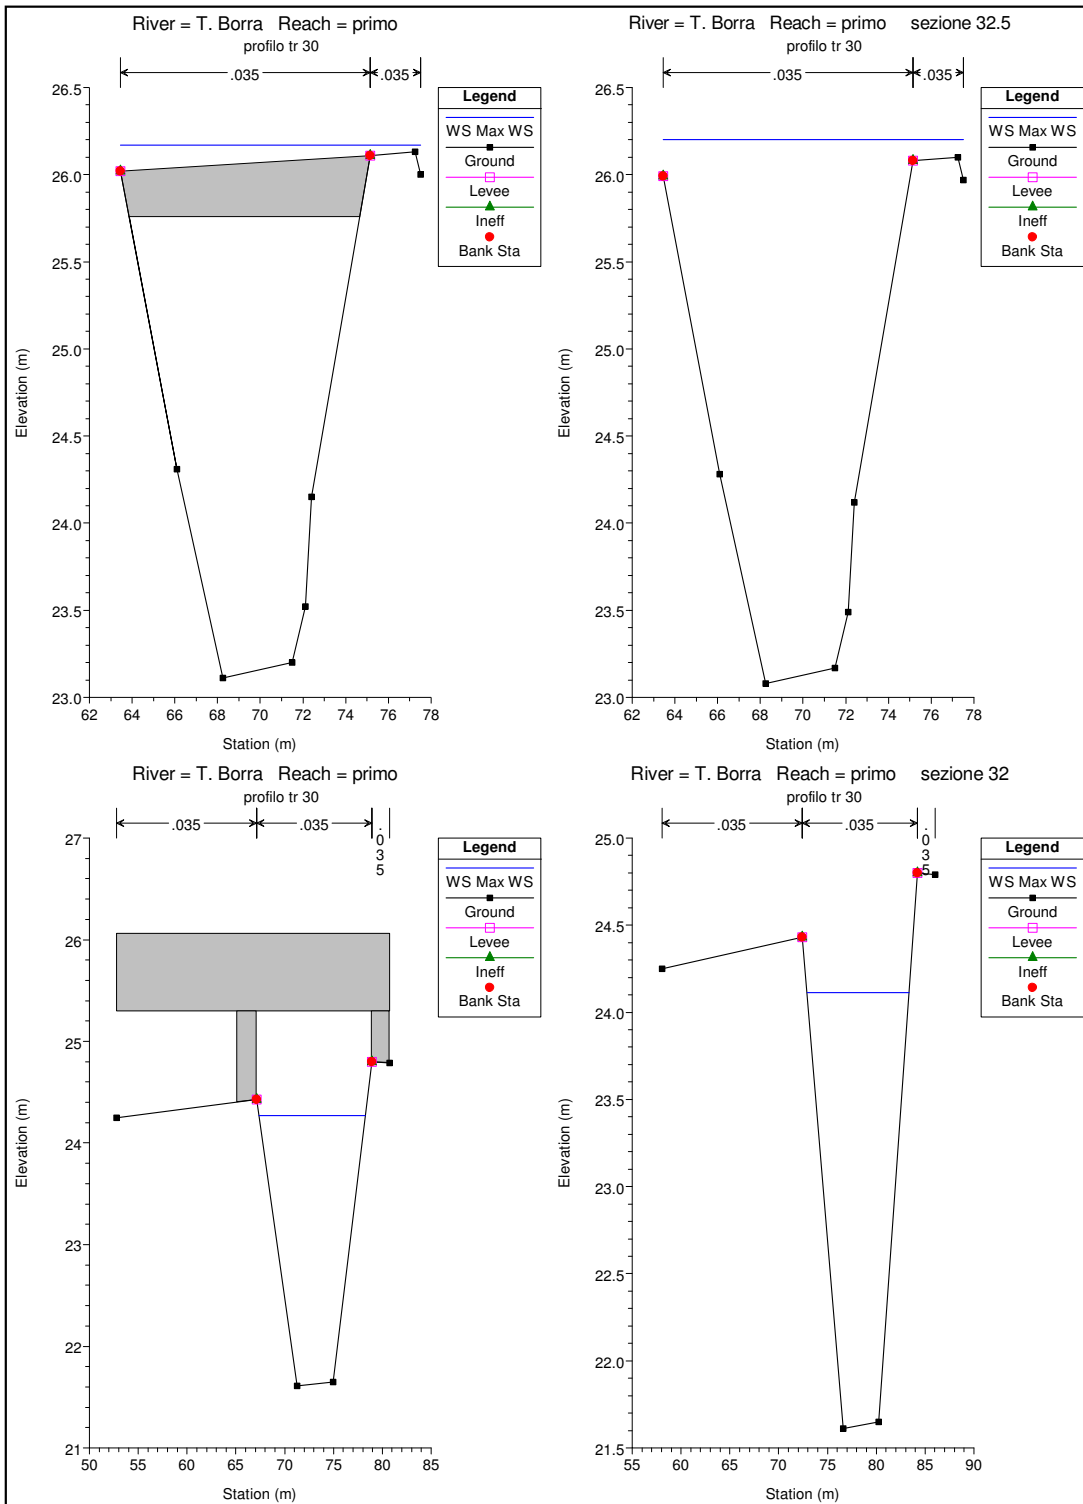 River = T. Borra Reach = primo
profilo tr 30
.035 .035
26.5
26.0
25.5
25.0
24.5
24.0
23.5
23.0
Elevation (m)
62 64 66 68 70 72 74 76 78
Station (m)
Legend
WS Max WS
Ground
Levee
Ineff
Bank Sta
River = T. Borra Reach = primo sezione 32.5
profilo tr 30
.035 .035
26.5
26.0
25.5
25.0
24.5
24.0
23.5
23.0
Elevation (m)
62 64 66 68 70 72 74 76 78
Station (m)
Legend
WS Max WS
Ground
Levee
Ineff
Bank Sta
River = T. Borra Reach = primo
profilo tr 30
.035 .035 .035
27
26
25
24
23
22
21
Elevation (m)
50 55 60 65 70 75 80 85
Station (m)
Legend
WS Max WS
Ground
Levee
Ineff
Bank Sta
River = T. Borra Reach = primo sezione 32
profilo tr 30
.035 .035 .035
25.0
24.5
24.0
23.5
23.0
22.5
22.0
21.5
Elevation (m)
55 60 65 70 75 80 85 90
Station (m)
Legend
WS Max WS
Ground
Levee
Ineff
Bank Sta